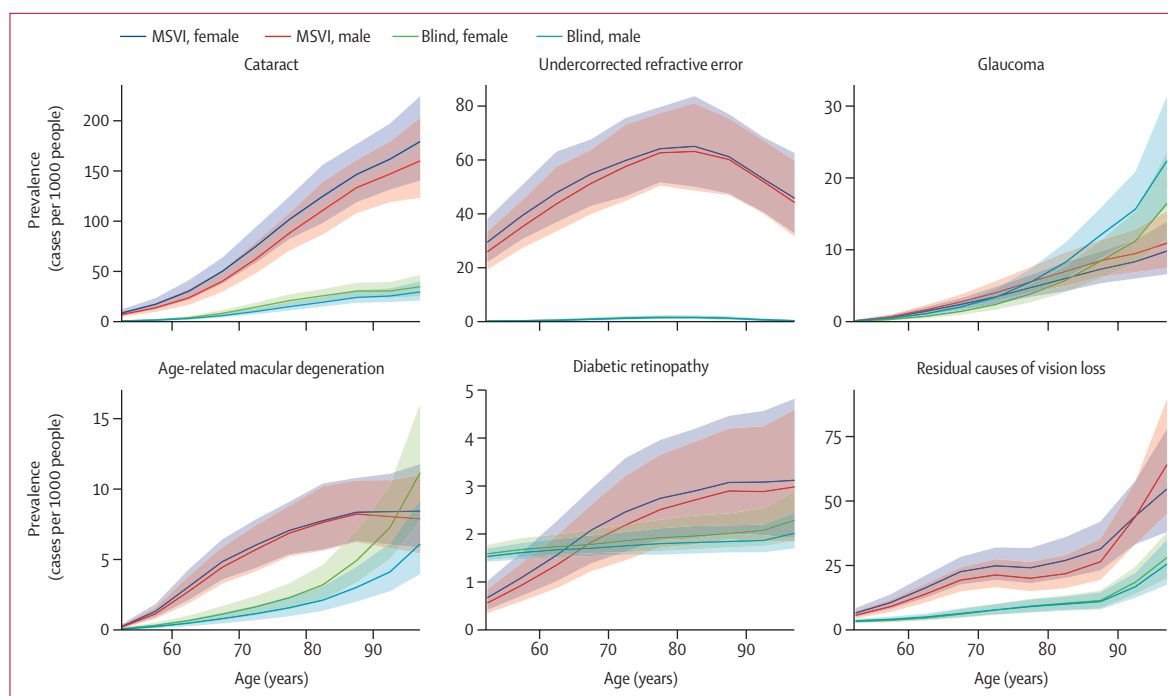 MSVI, female
MSVI, male
Blind, female
Blind, male
Cataract
Undercorrected refractive error
Glaucoma
Prevalence
(cases per 1000 people)
200
150
100
50
0
80
60
40
20
0
30
20
10
0
Age-related macular degeneration
Diabetic retinopathy
Residual causes of vision loss
Prevalence
(cases per 1000 people)
15
10
5
0
60
70
80
90
Age (years)
5
4
3
2
1
0
60
70
80
90
Age (years)
75
50
25
0
60
70
80
90
Age (years)